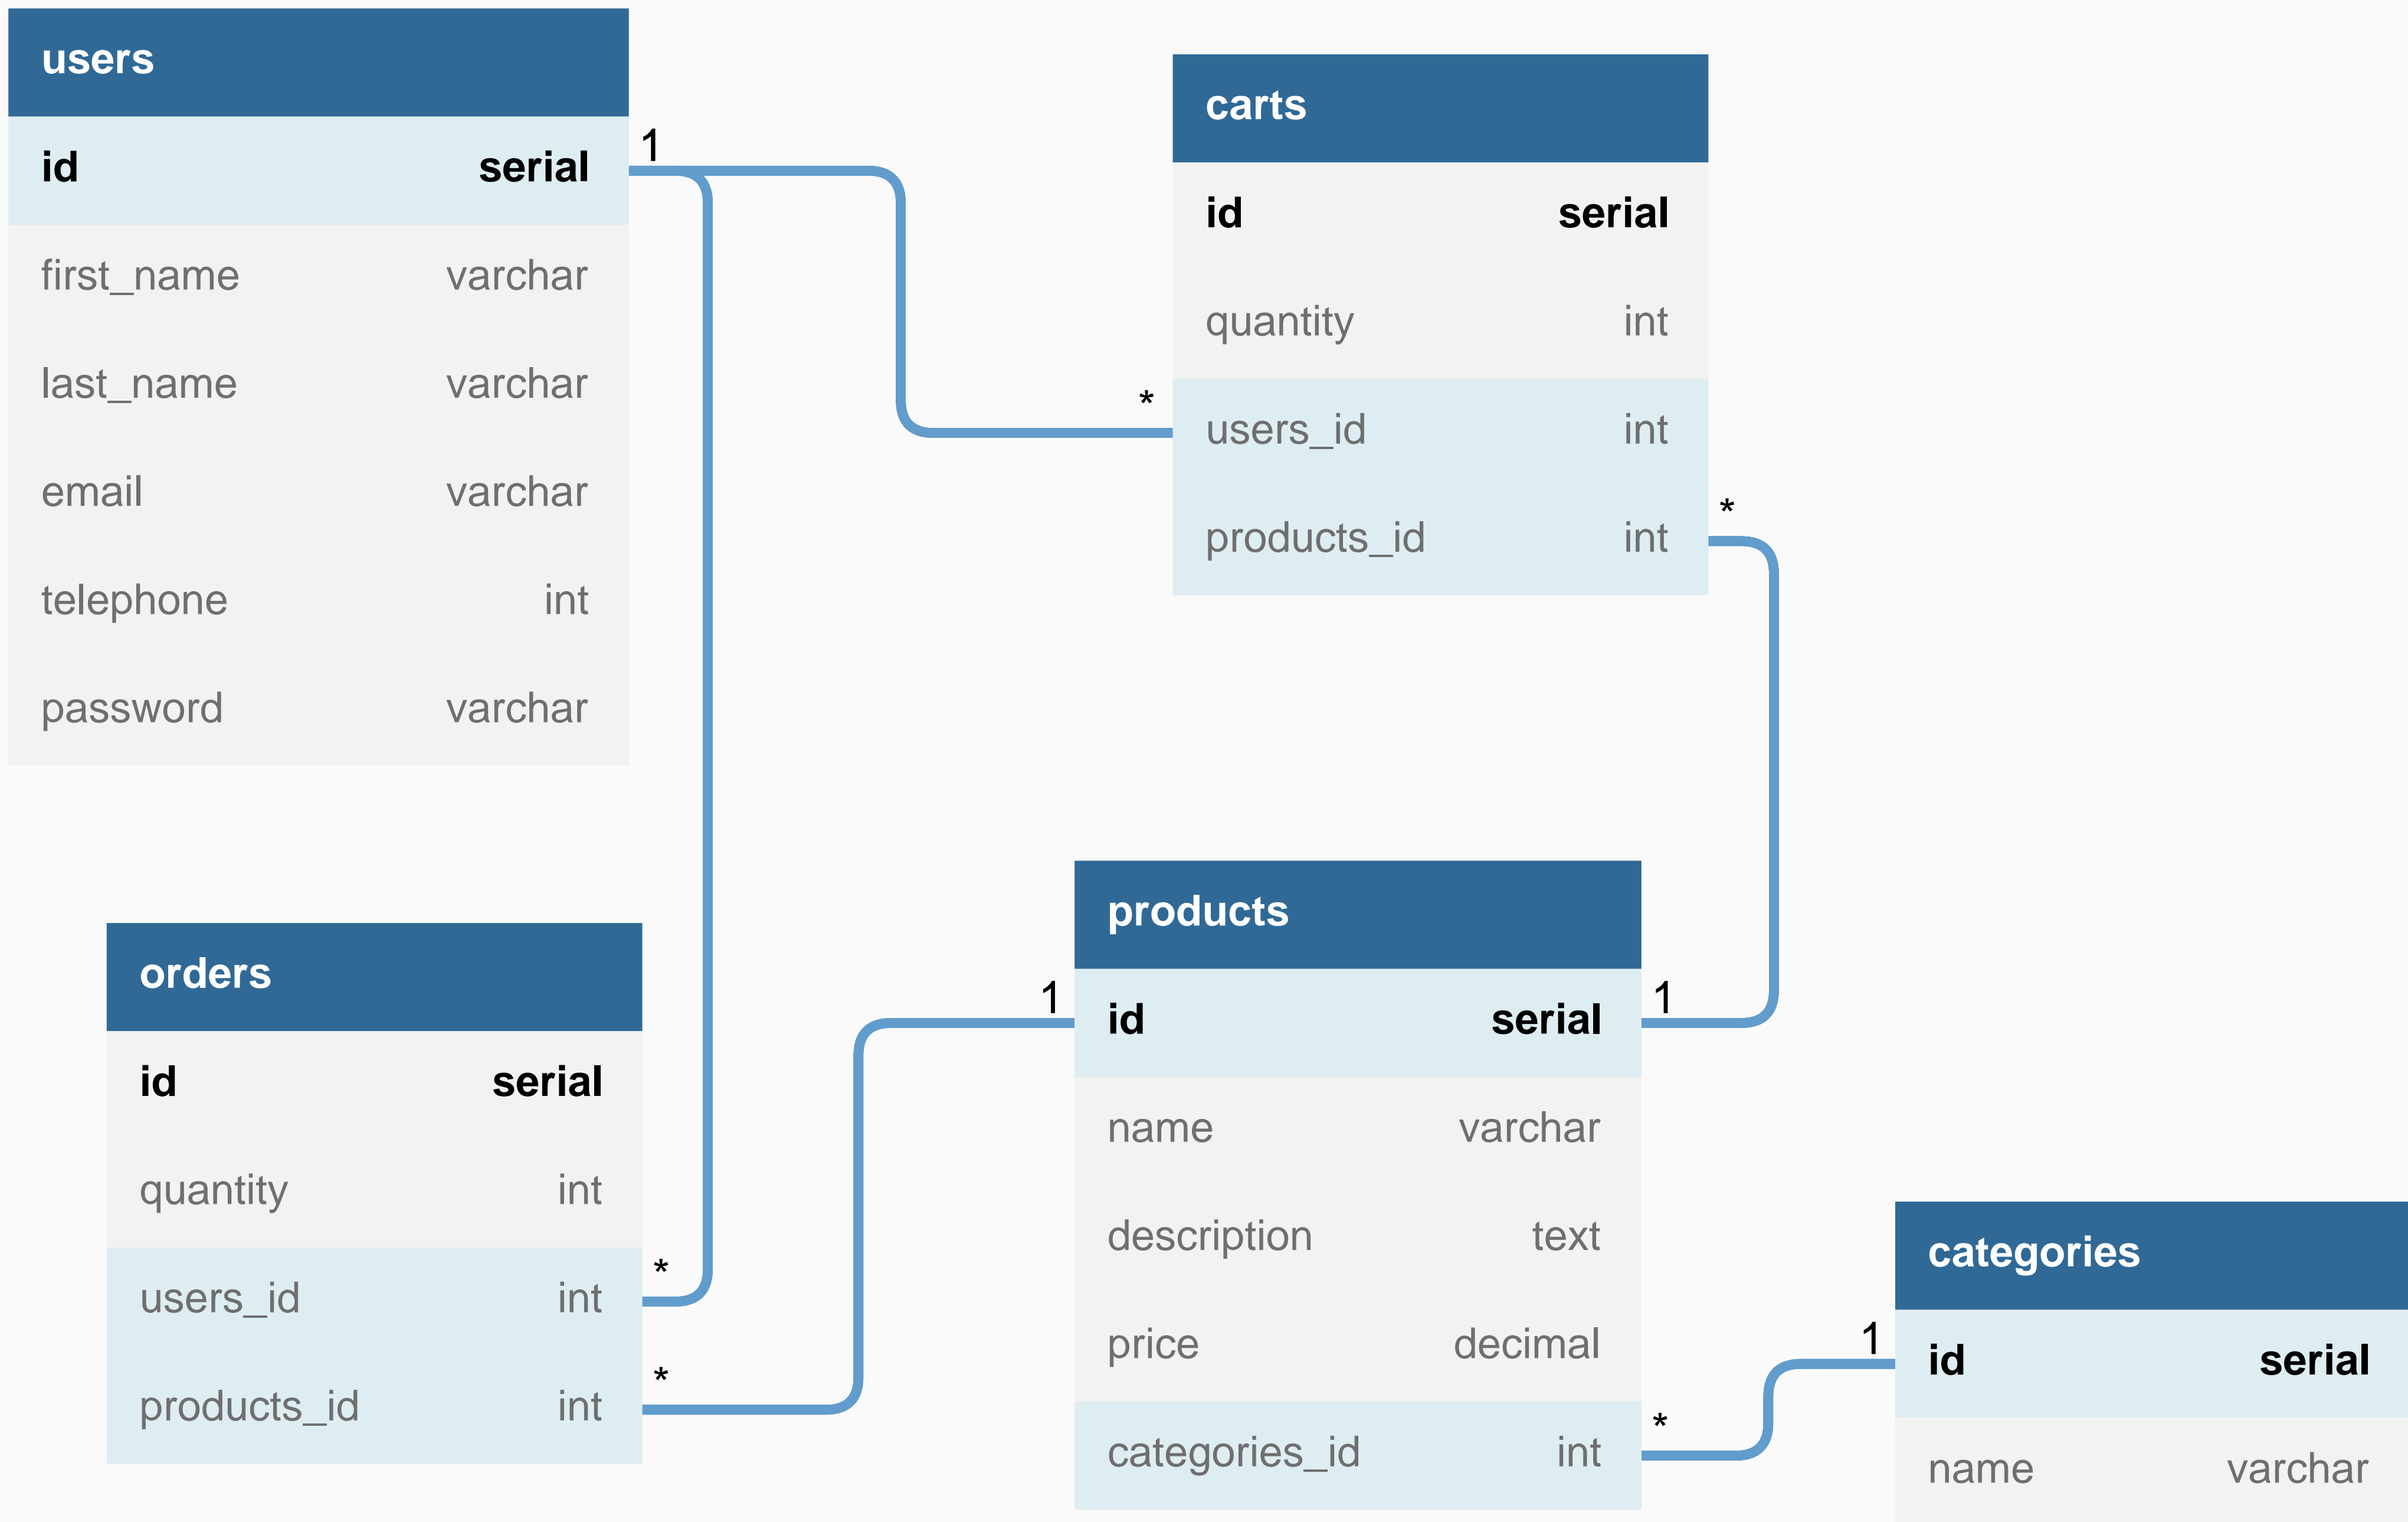 users
id serial
first_name varchar
last_name varchar
email varchar
telephone int
password varchar
1
carts
id serial
quantity int
users_id int
products_id int
*
*
orders
id serial
quantity int
users_id int
products_id int
*
*
products
id serial
name varchar
description text
price decimal
categories_id int
1
1
*
categories
id serial
name varchar
1